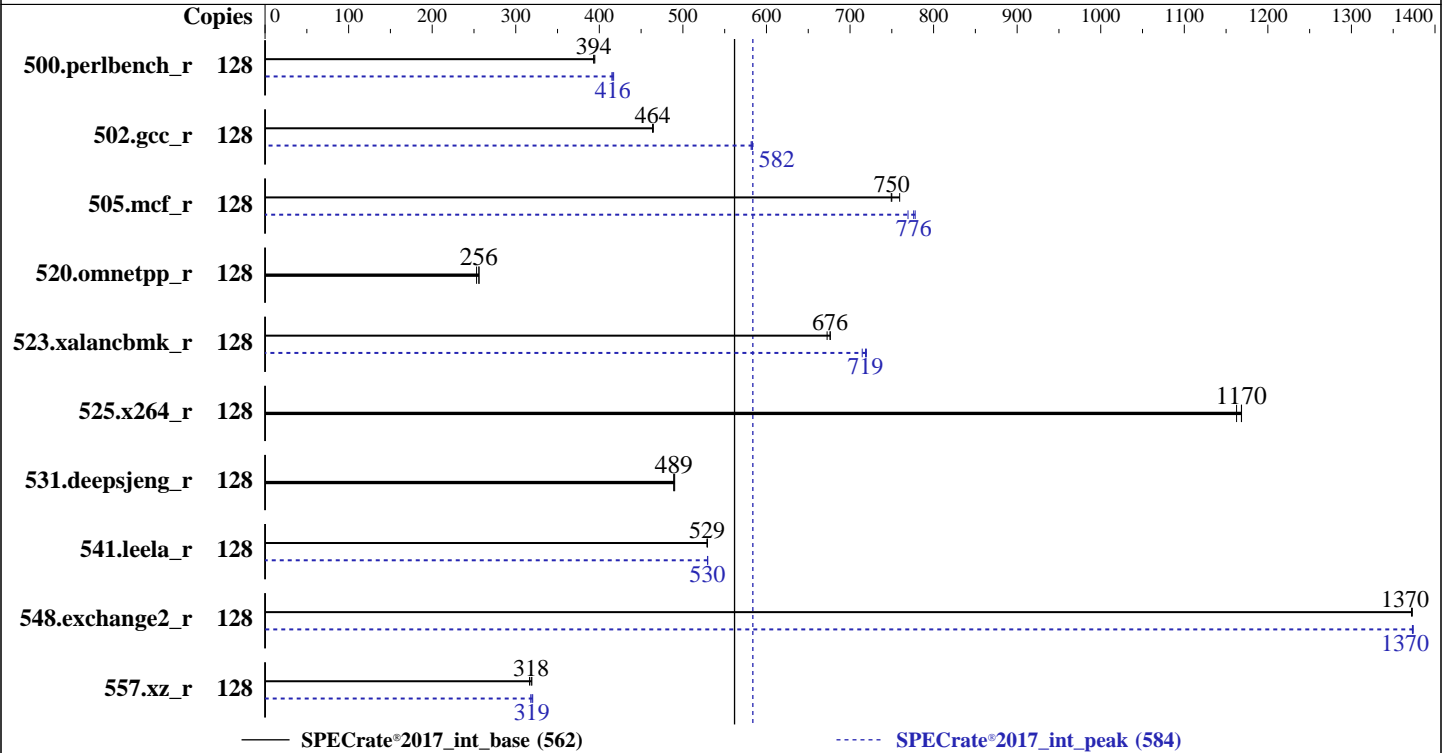 Copies 0 100 200 300 400 500 600 700 800 900 1000 1100 1200 1300 1400
500.perlbench_r 128 394
416
502.gcc_r 128 464
582
505.mcf_r 128 750
776
520.omnetpp_r 128 256
523.xalancbmk_r 128 676
719
525.x264_r 128 1170
531.deepsjeng_r 128 489
541.leela_r 128 529
530
548.exchange2_r 128 1370
1370
557.xz_r 128 318
319
SPECrate®2017_int_base (562) SPECrate®2017_int_peak (584)